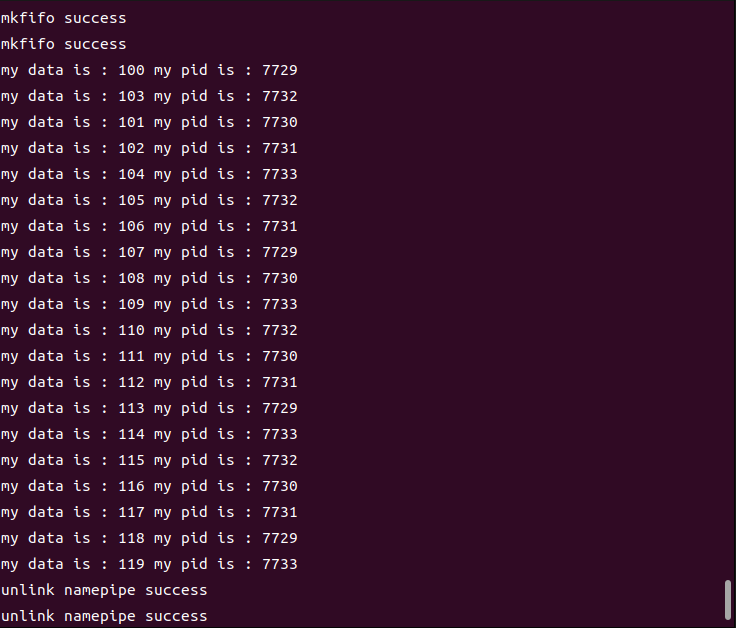 mkfifo success
mkfifo success
my data is : 100 my pid is : 7729
my data is : 103 my pid is : 7732
my data is : 101 my pid is : 7730
my data is : 102 my pid is : 7731
my data is : 104 my pid is : 7733
my data is : 105 my pid is : 7732
my data is : 106 my pid is : 7731
my data is : 107 my pid is : 7729
my data is : 108 my pid is : 7730
my data is : 109 my pid is : 7733
my data is : 110 my pid is : 7732
my data is : 111 my pid is : 7730
my data is : 112 my pid is : 7731
my data is : 113 my pid is : 7729
my data is : 114 my pid is : 7733
my data is : 115 my pid is : 7732
my data is : 116 my pid is : 7730
my data is : 117 my pid is : 7731
my data is : 118 my pid is : 7729
my data is : 119 my pid is : 7733
unlink namepipe success
unlink namepipe success